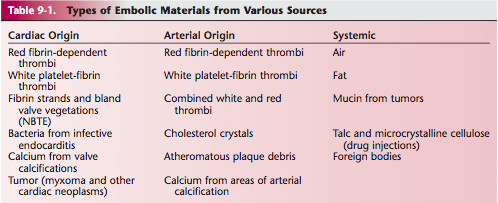 Table 9-1. Types of Embolic Materials from Various Sources
Cardiac Origin Arterial Origin Systemic
Red fibrin-dependent Red fibrin-dependent thrombi Air
thrombi
White platelet-fibrin White platelet-fibrin thrombi Fat
thrombi
Fibrin strands and bland Combined white and red Mucin from tumors
valve vegetations thrombi
(NBTE)
Bacteria from infective Cholesterol crystals Talc and microcrystalline cellulose
endocarditis (drug injections)
Calcium from valve Atheromatous plaque debris Foreign bodies
calcifications
Tumor (myxoma and other Calcium from areas of arterial
cardiac neoplasms) calcification